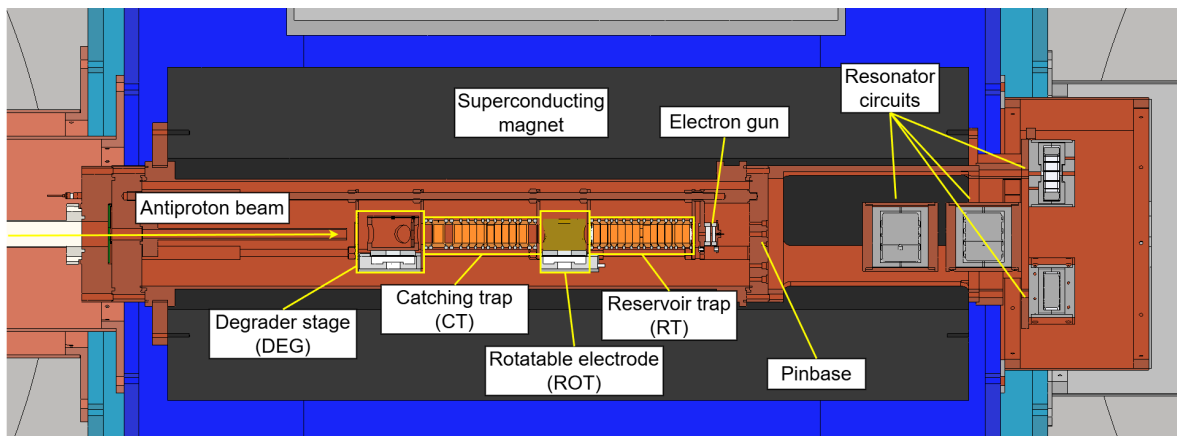 Superconducting
magnet
Electron gun
Resonator
circuits
Antiproton beam
Degrader stage
(DEG)
Catching trap
(CT)
Rotatable electrode
(ROT)
Reservoir trap
(RT)
Pinbase